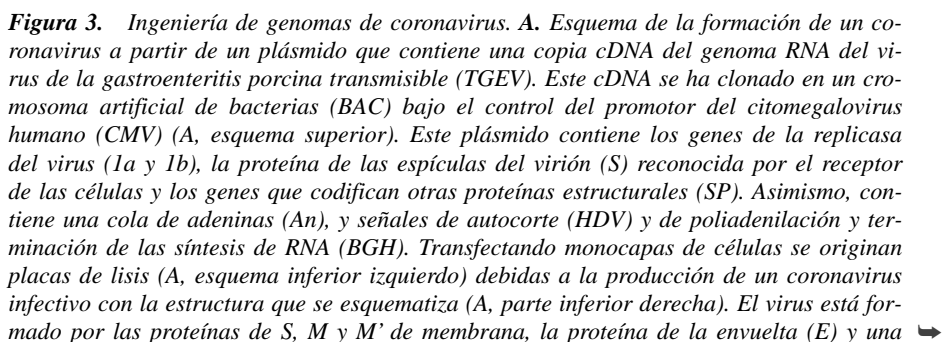 Figura 3. Ingeniería de genomas de coronavirus. A. Esquema de la formación de un co-
ronavirus a partir de un plásmido que contiene una copia cDNA del genoma RNA del vi-
rus de la gastroenteritis porcina transmisible (TGEV). Este cDNA se ha clonado en un cro-
mosoma artificial de bacterias (BAC) bajo el control del promotor del citomegalovirus
humano (CMV) (A, esquema superior). Este plásmido contiene los genes de la replicasa
del virus (1a y 1b), la proteína de las espículas del virión (S) reconocida por el receptor
de las células y los genes que codifican otras proteínas estructurales (SP). Asimismo, con-
tiene una cola de adeninas (An), y señales de autocorte (HDV) y de poliadenilación y ter-
minación de las síntesis de RNA (BGH). Transfectando monocapas de células se originan
placas de lisis (A, esquema inferior izquierdo) debidas a la producción de un coronavirus
infectivo con la estructura que se esquematiza (A, parte inferior derecha). El virus está for-
mado por las proteínas de S, M y M’ de membrana, la proteína de la envuelta (E) y una ➥